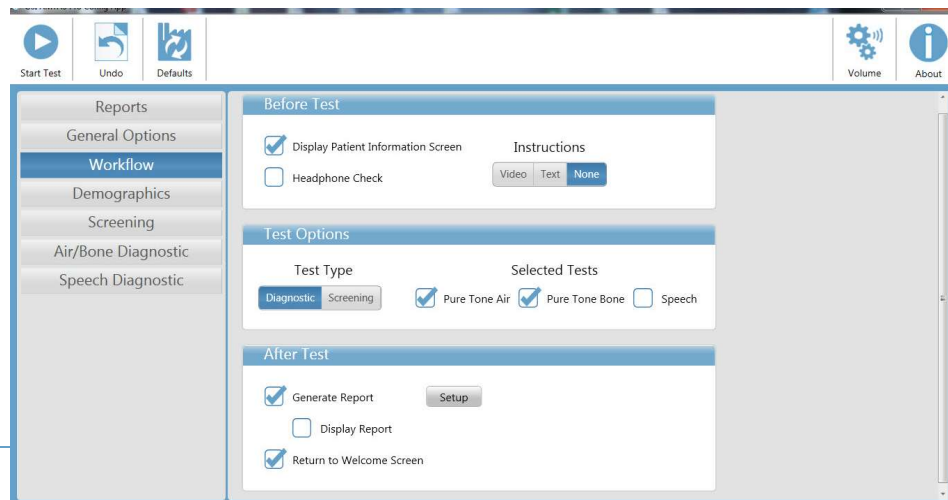 Start Test
Undo
Defaults
Volume
About
Reports
General Options
Workflow
Demographics
Screening
Air/Bone Diagnostic
Speech Diagnostic
Before Test
Display Patient Information Screen
Instructions
Headphone Check
Video Text None
Test Options
Test Type
Selected Tests
Diagnostic Screening
Pure Tone Air Pure Tone Bone Speech
After Test
Generate Report
Setup
Display Report
Return to Welcome Screen